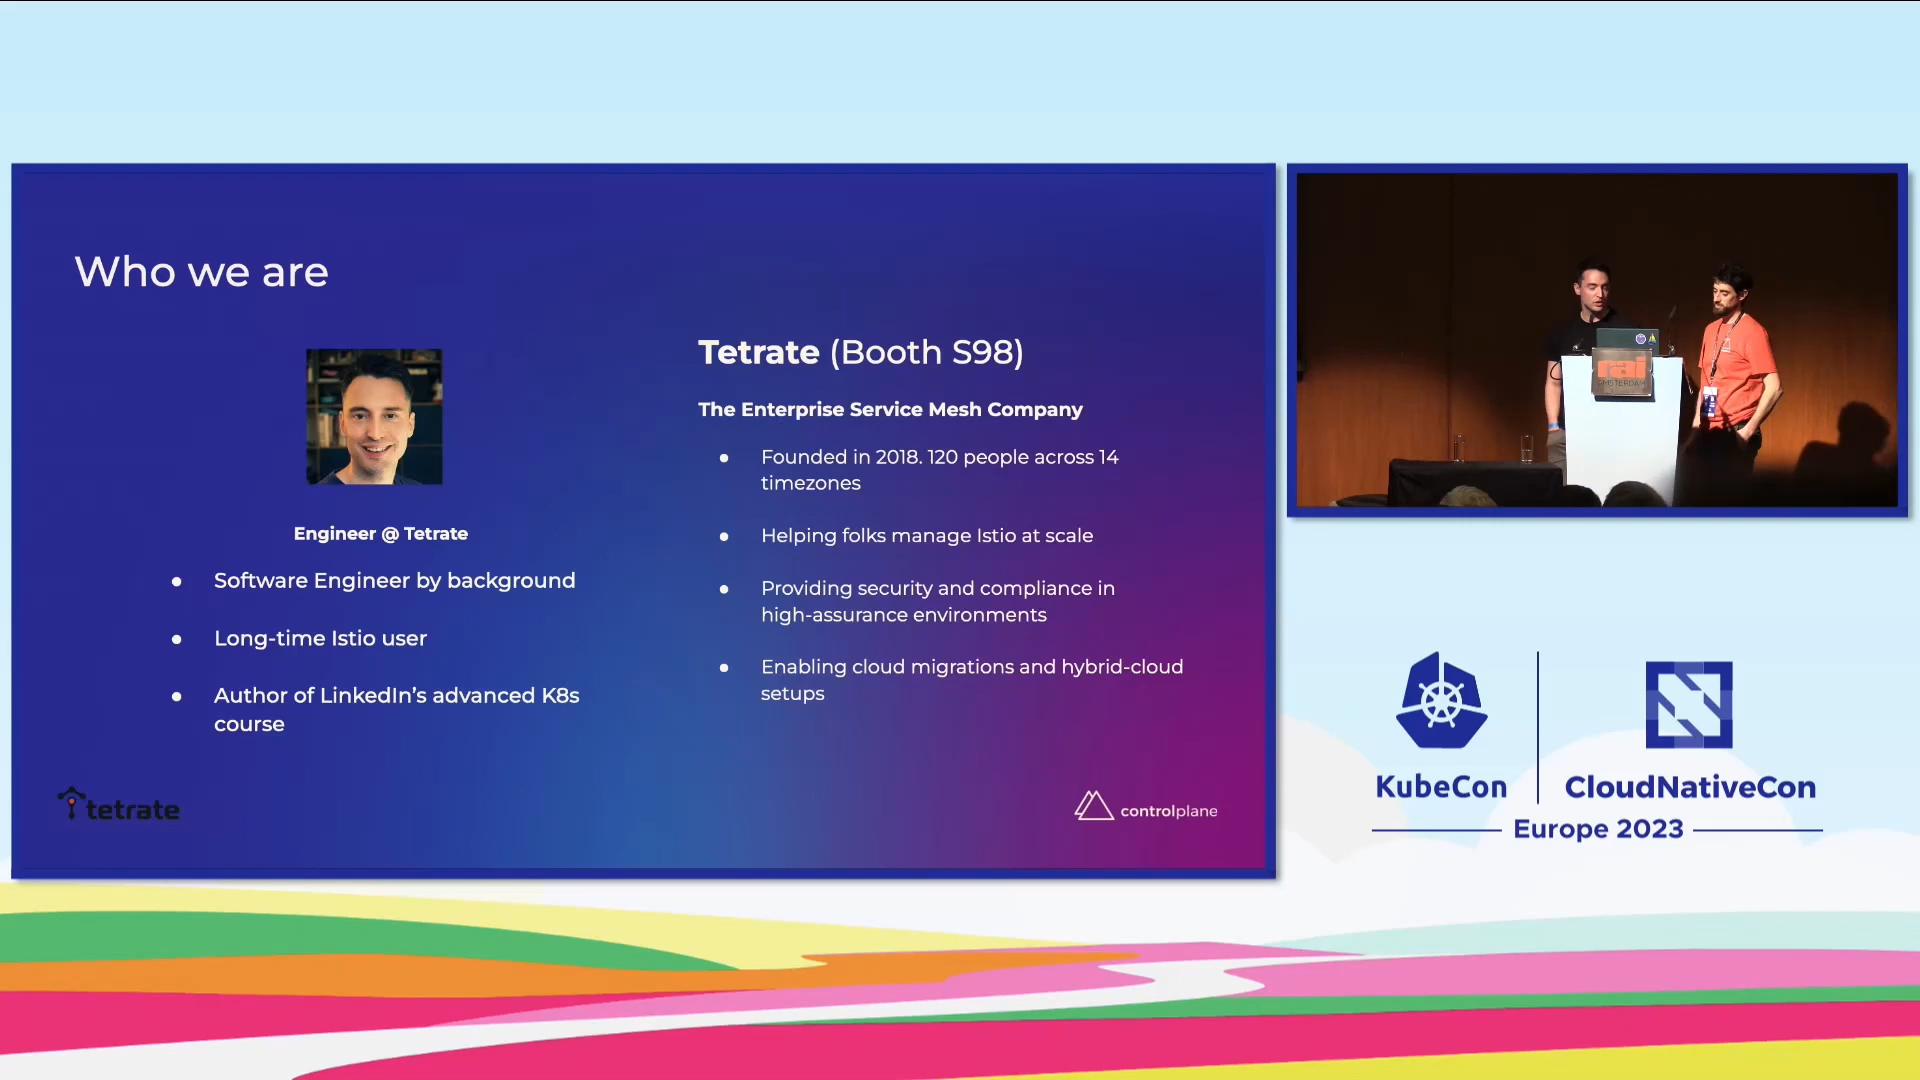 Who we are
Engineer @ Tetrate
Software Engineer by background
Long-time Istio user
Author of LinkedIn's advanced K8s
course
Tetrate (Booth S98)
The Enterprise Service Mesh Company
Founded in 2018. 120 people across 14
timezones
Helping folks manage Istio at scale
Providing security and compliance in
high-assurance environments
Enabling cloud migrations and hybrid-cloud
setups
tetrate
controlplane
rai
AMSTERDAM
KubeCon
CloudNativeCon
Europe 2023